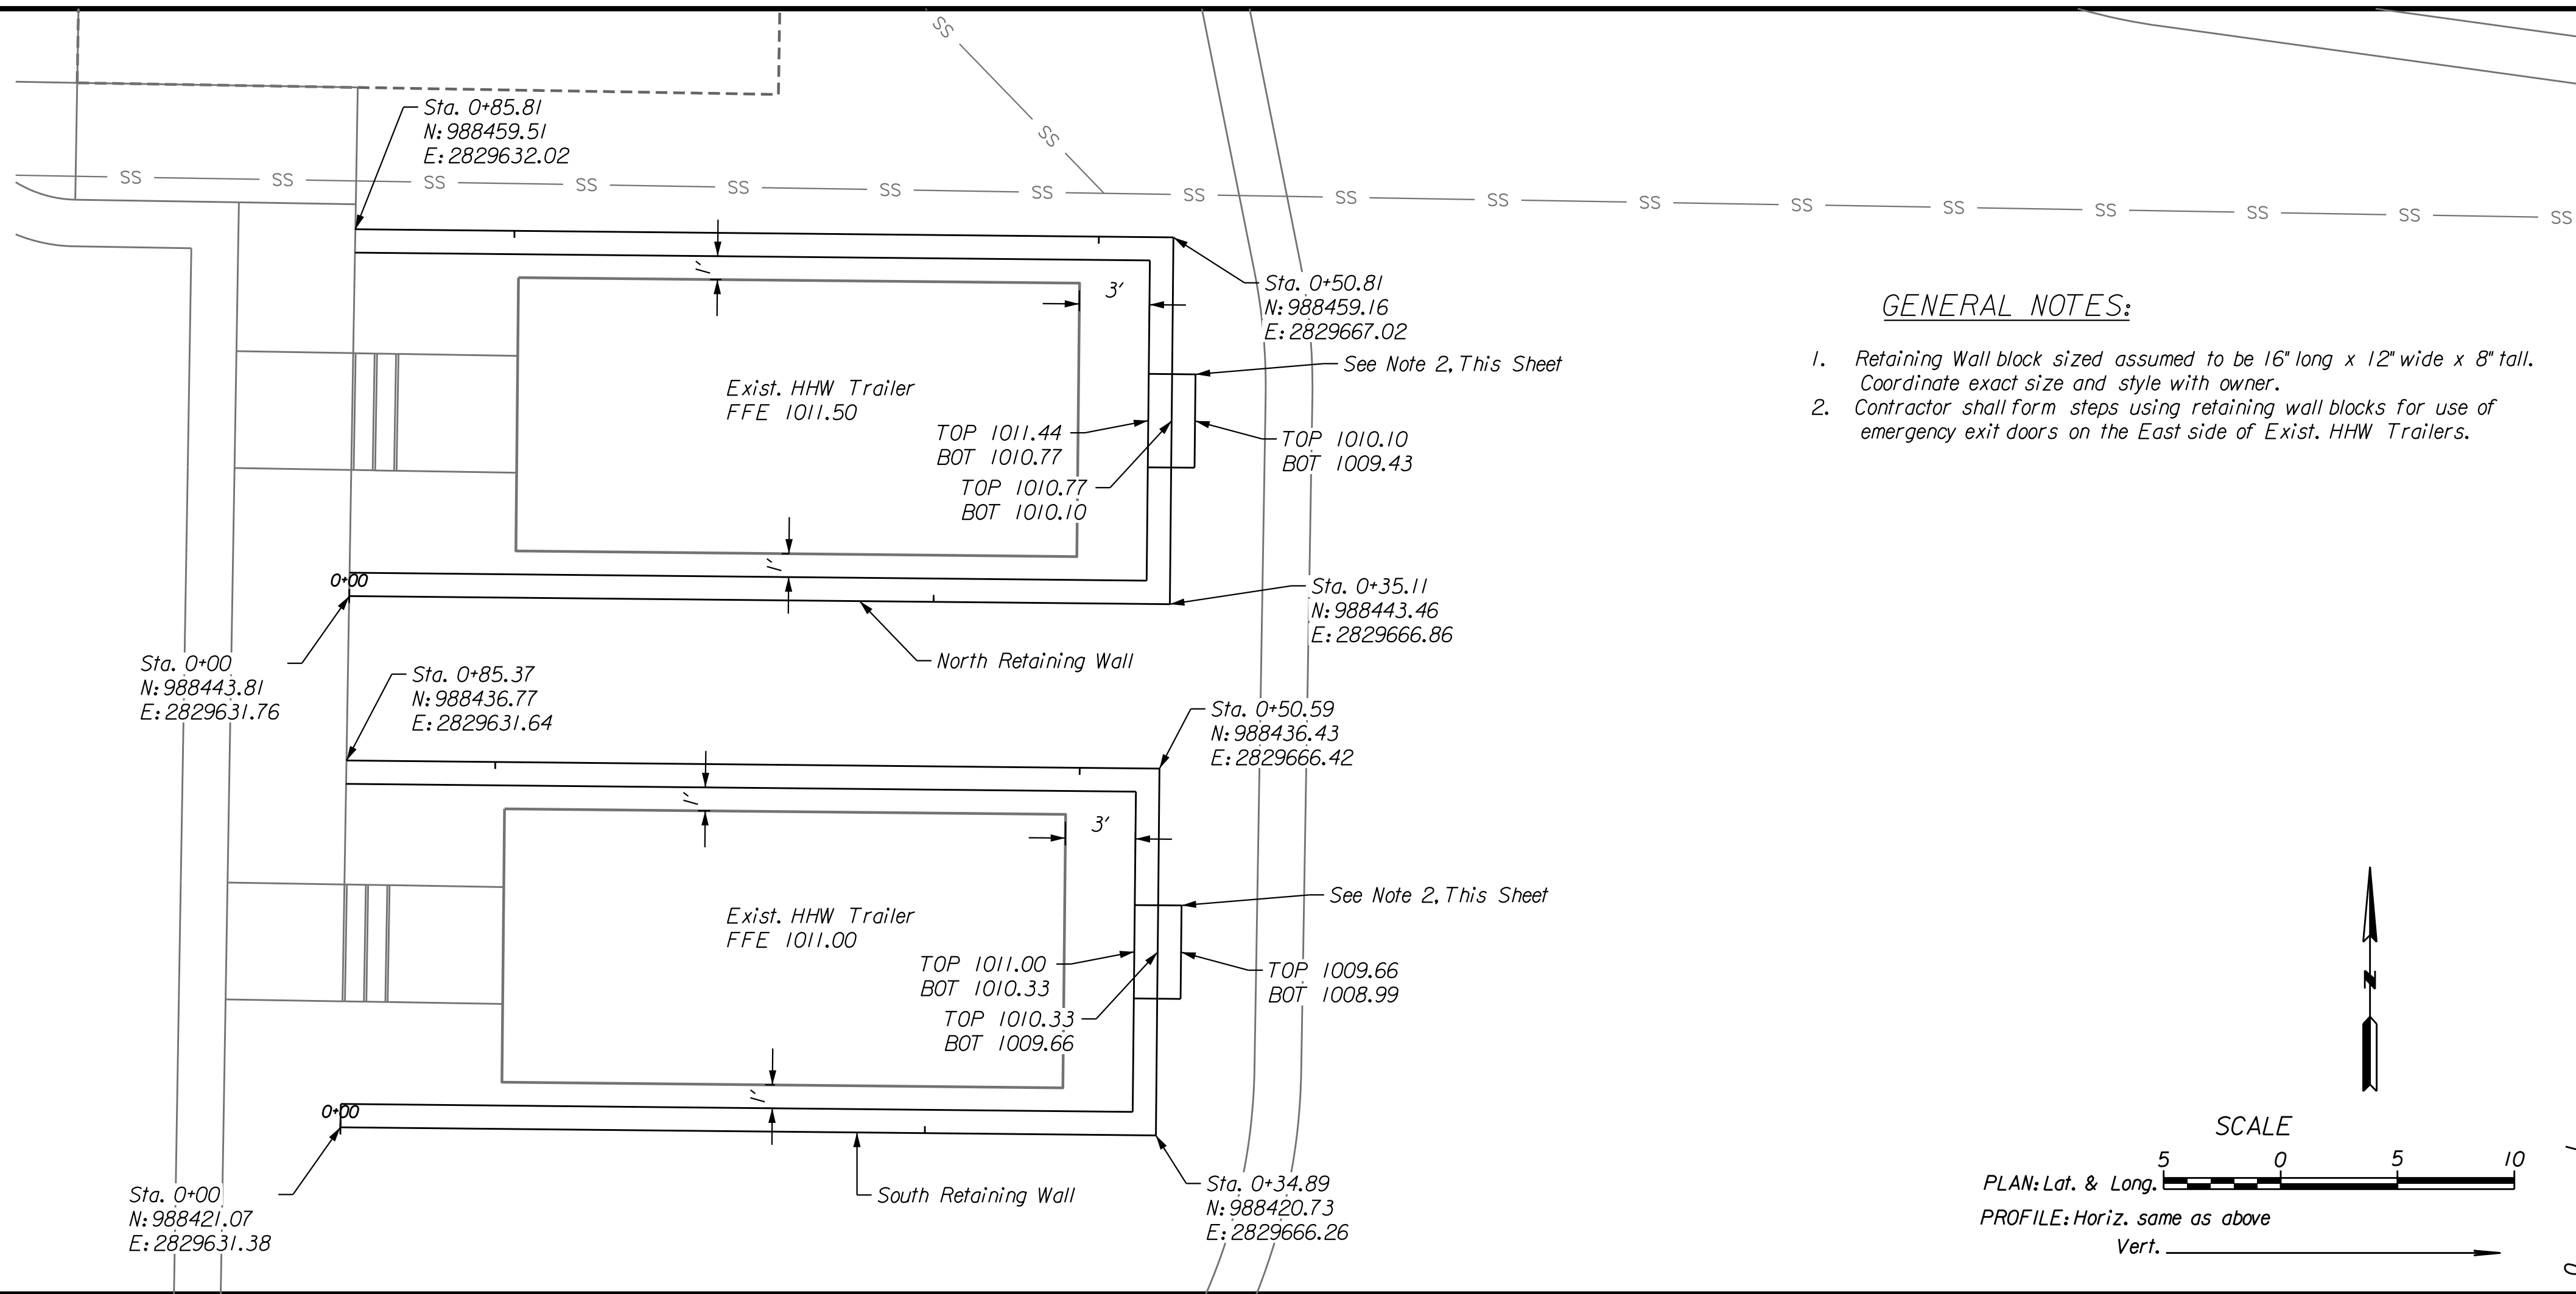 SS
SS
SS SS SS SS SS SS SS SS SS SS SS SS SS SS SS SS SS
Sta. 0+85.81
N:988459.51
E:2829632.02
1'
3'
Sta. 0+50.81
N:988459.16
E:2829667.02
See Note 2, This Sheet
Exist. HHW Trailer
FFE 1011.50
TOP 1011.44
BOT 1010.77
TOP 1010.77
BOT 1010.10
TOP 1010.10
BOT 1009.43
1'
0+00
Sta. 0+35.11
N:988443.46
E:2829666.86
North Retaining Wall
Sta. 0+00
N:988443.81
E:2829631.76
Sta. 0+85.37
N:988436.77
E:2829631.64
Sta. 0+50.59
N:988436.43
E:2829666.42
1'
3'
See Note 2, This Sheet
Exist. HHW Trailer
FFE 1011.00
TOP 1011.00
BOT 1010.33
TOP 1010.33
BOT 1009.66
TOP 1009.66
BOT 1008.99
1'
0+00
Sta. 0+00
N:988421.07
E:2829631.38
South Retaining Wall
Sta. 0+34.89
N:988420.73
E:2829666.26
GENERAL NOTES:
1. Retaining Wall block sized assumed to be 16" long x 12" wide x 8" tall.
Coordinate exact size and style with owner.
2. Contractor shall form steps using retaining wall blocks for use of
emergency exit doors on the East side of Exist. HHW Trailers.
N
SCALE
5 0 5 10
PLAN: Lat. & Long.
PROFILE: Horiz. same as above
Vert.